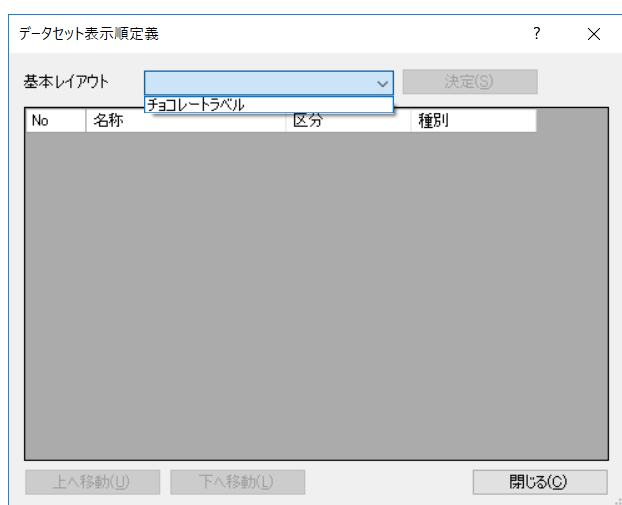 データセット表示順定義 ?
基本レイアウト 決定(S)
チョコレートラベル
No 名称 区分 種別
上へ移動(U) 下へ移動(L) 閉じる(C)